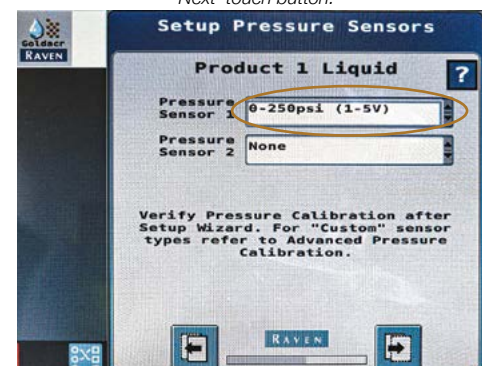 "Next" touch button.
Setup Pressure Sensors
Goldacr
RAVEN
Product 1 Liquid
?
Pressure
Sensor 1
0-250psi (1-5V)
Pressure
Sensor 2
None
Verify Pressure Calibration after
Setup Wizard. For "Custom" sensor
types refer to Advanced Pressure
Calibration.
RAVEN